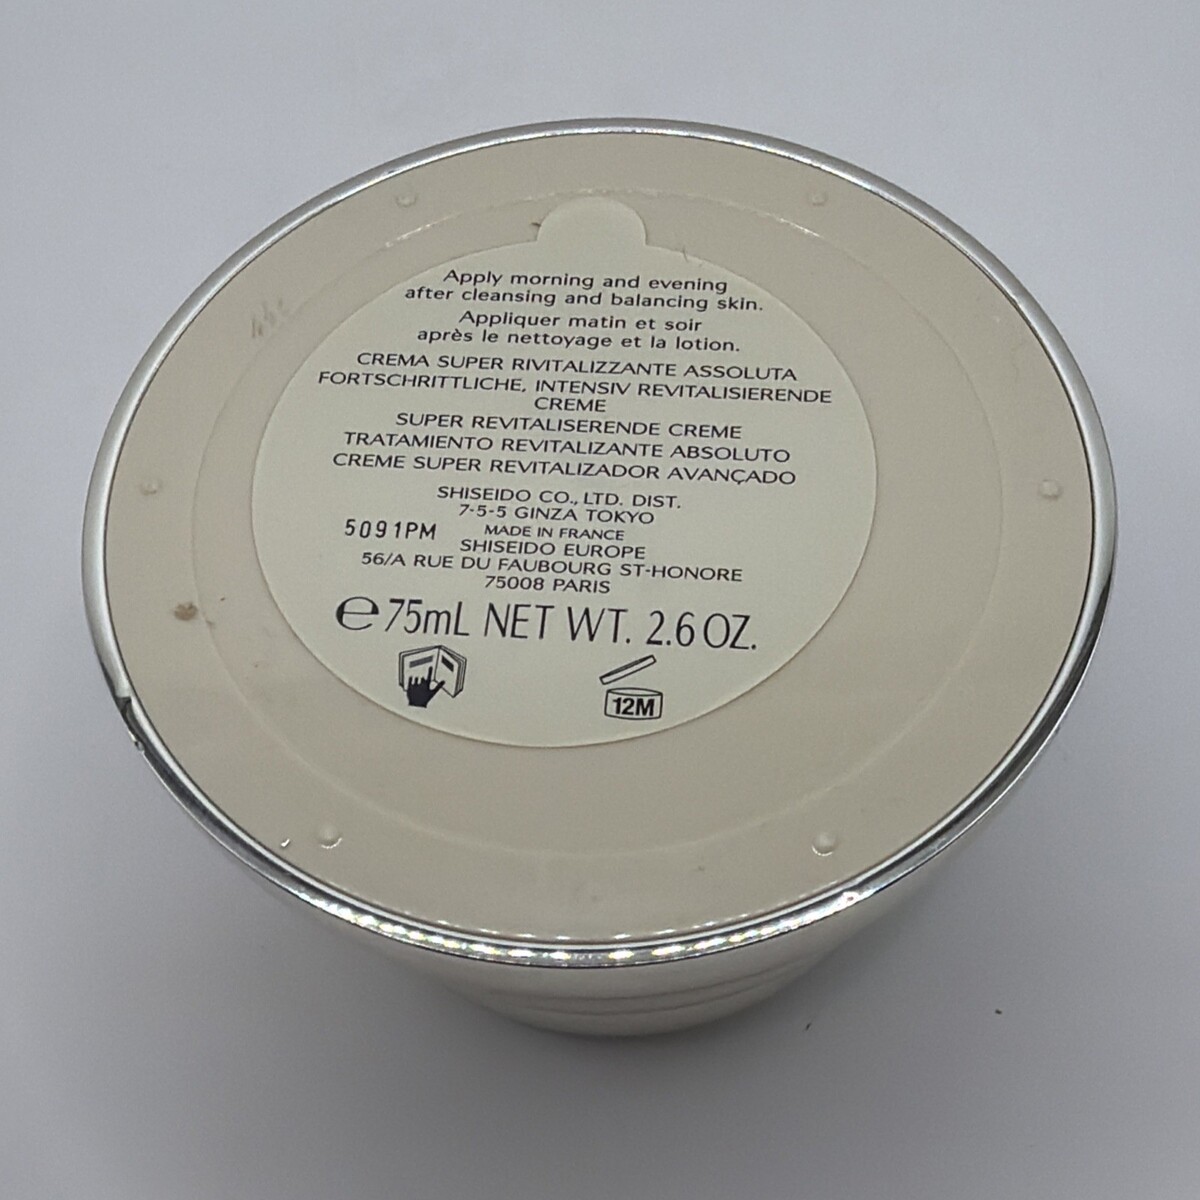 Apply morning and evening
after cleansing and balancing skin.
Appliquer matin et soir
après le nettoyage et la lotion.
CREMA SUPER RIVITALIZZANTE ASSOLUTA
FORTSCHRITTLICHE, INTENSIV REVITALISIERENDE
CREME
SUPER REVITALISERENDE CREME
TRATAMIENTO REVITALIZANTE ABSOLUTO
CREME SUPER REVITALIZADOR AVANÇADO
SHISEIDO CO., LTD. DIST.
7-5-5 GINZA TOKYO
5091PM MADE IN FRANCE
SHISEIDO EUROPE
56/A RUE DU FAUBOURG ST-HONORE
75008 PARIS
℮75mL NET WT. 2.6 OZ.
12M